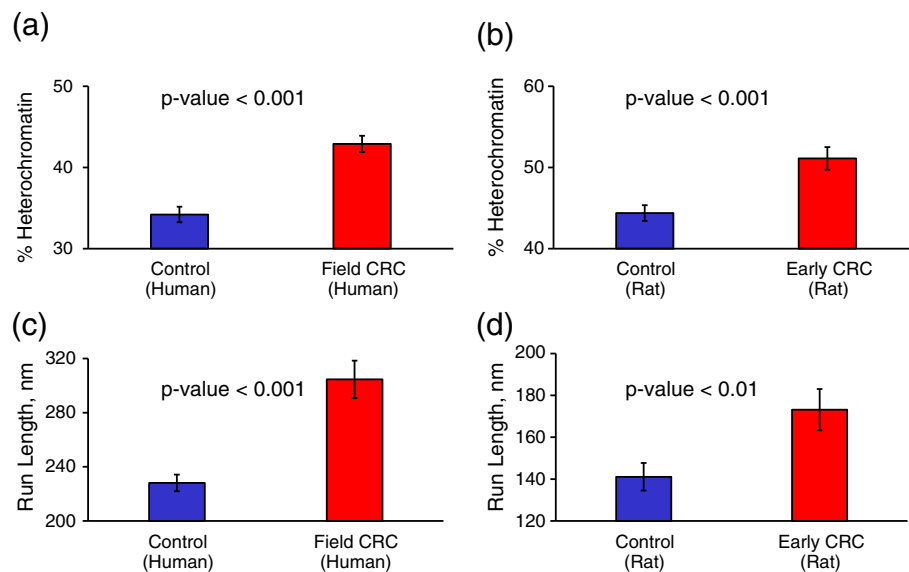 (a)
% Heterochromatin
50
40
30
p-value < 0.001
Control
(Human)
Field CRC
(Human)
(b)
% Heterochromatin
60
50
40
p-value < 0.001
Control
(Rat)
Early CRC
(Rat)
(c)
Run Length, nm
320
280
240
200
p-value < 0.001
Control
(Human)
Field CRC
(Human)
(d)
Run Length, nm
200
180
160
140
120
p-value < 0.01
Control
(Rat)
Early CRC
(Rat)